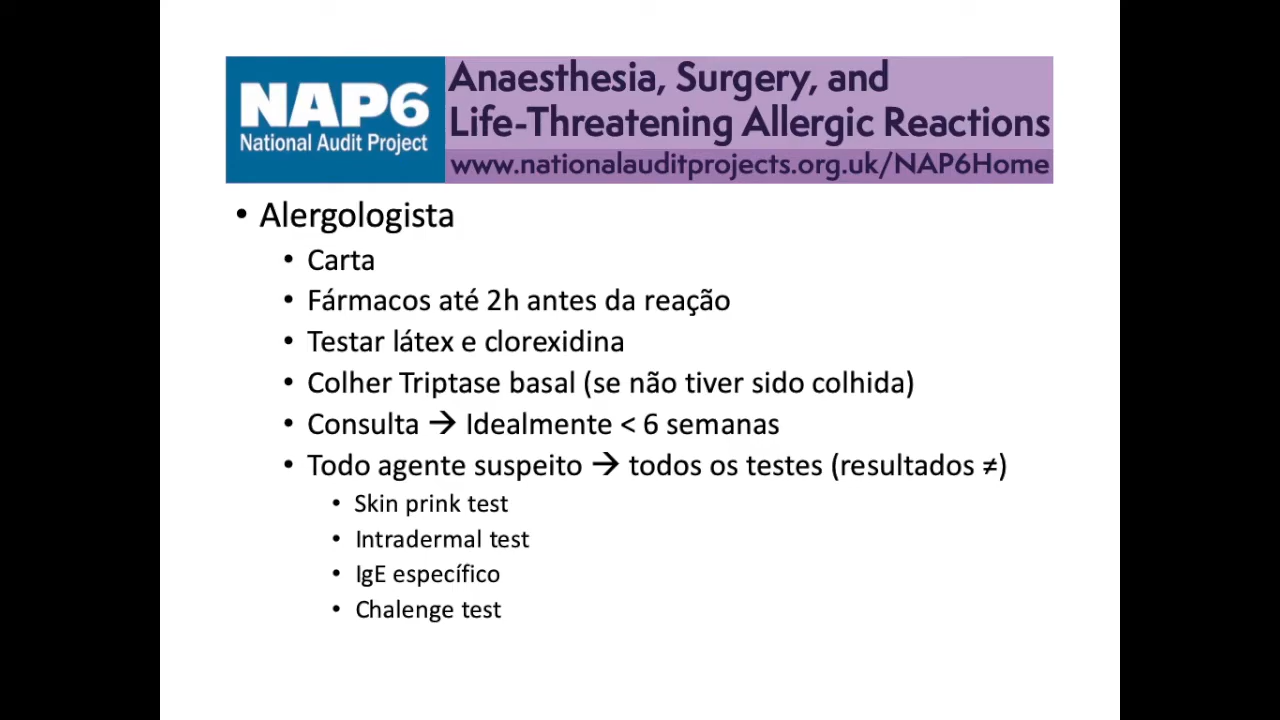 NAP6
National Audit Project
Anaesthesia, Surgery, and
Life-Threatening Allergic Reactions
www.nationalauditprojects.org.uk/NAP6Home
• Alergologista
• Carta
• Fármacos até 2h antes da reação
• Testar látex e clorexidina
• Colher Triptase basal (se não tiver sido colhida)
• Consulta → Idealmente < 6 semanas
• Todo agente suspeito → todos os testes (resultados ≠)
• Skin prink test
• Intradermal test
• IgE específico
• Chalenge test